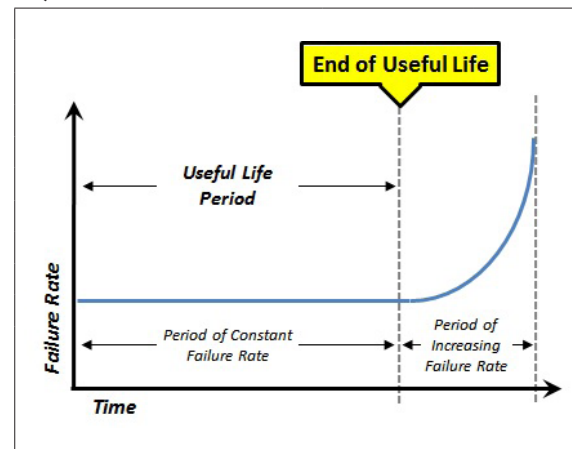 End of Useful Life
Useful Life
Period
Failure Rate
Period of Constant
Failure Rate
Period of
Increasing
Failure Rate
Time